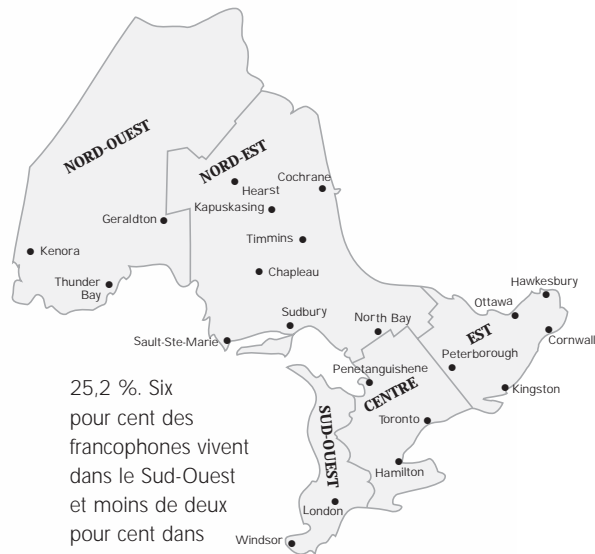 NORD-OUEST
NORD-EST
Cochrane
Hearst
Kapuskasing
Geraldton
Timmins
Kenora
Chapleau
Thunder
Bay
Hawkesbury
Ottawa
Sudbury
North Bay
EST
Cornwall
Sault-Ste-Marie
Peterborough
Penetanguishene
Kingston
CENTRE
25,2 %. Six
pour cent des
francophones vivent
dans le Sud-Ouest
et moins de deux
pour cent dans
SUD-OUEST
Toronto
Hamilton
London
Windsor